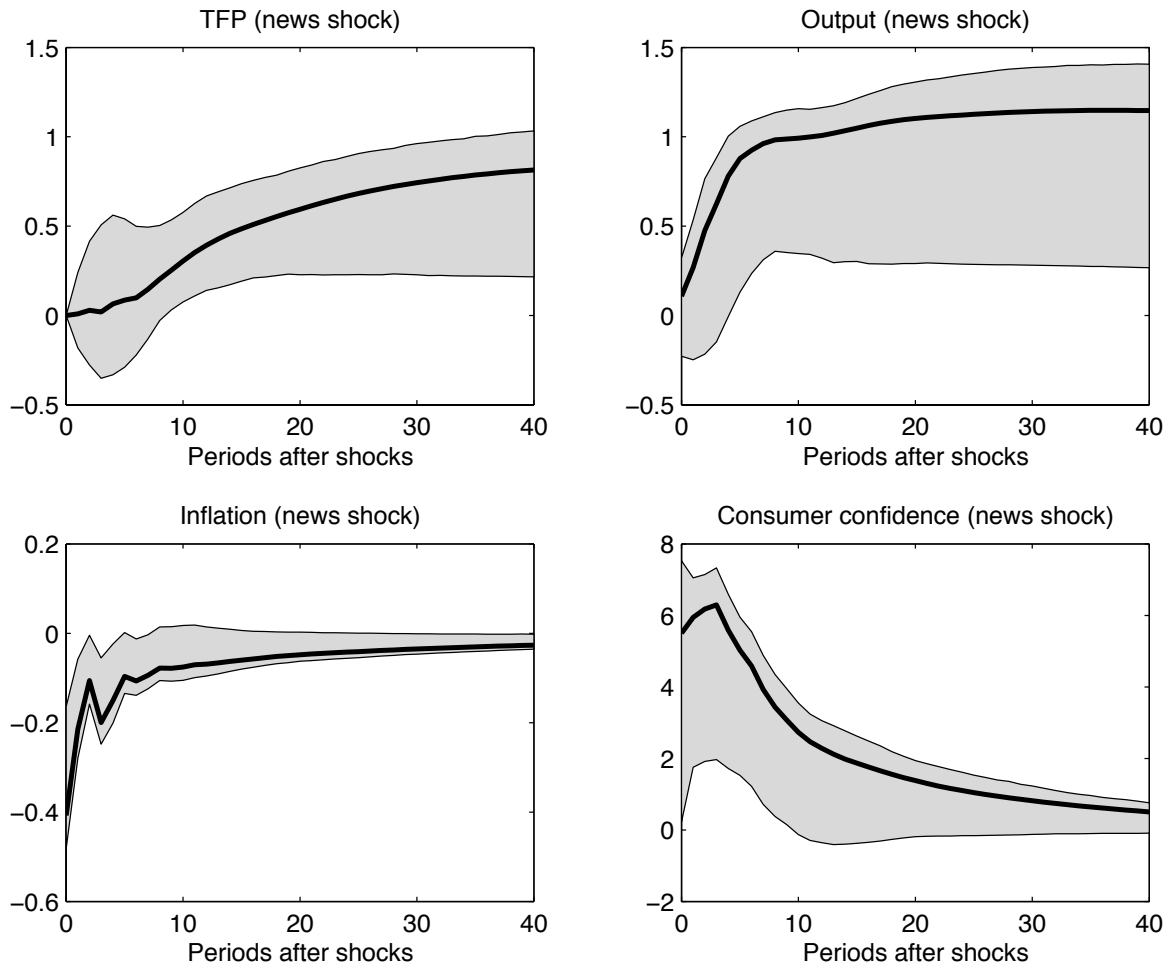 TFP (news shock)
1.5
1
0.5
0
−0.5
0 10 20 30 40
Periods after shocks
Output (news shock)
1.5
1
0.5
0
−0.5
0 10 20 30 40
Periods after shocks
Inflation (news shock)
0.2
0
−0.2
−0.4
−0.6
0 10 20 30 40
Periods after shocks
Consumer confidence (news shock)
8
6
4
2
0
−2
0 10 20 30 40
Periods after shocks